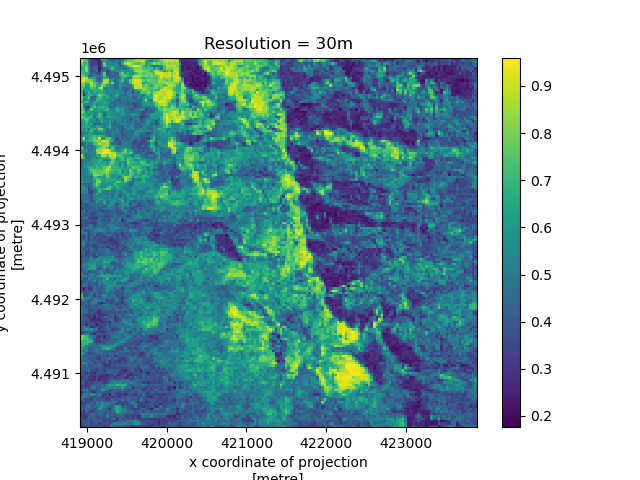 Resolution = 30m
1e6
4.495
4.494
4.493
4.492
4.491
y coordinate of projection
[metre]
419000 420000 421000 422000 423000
x coordinate of projection
[metre]
0.9
0.8
0.7
0.6
0.5
0.4
0.3
0.2